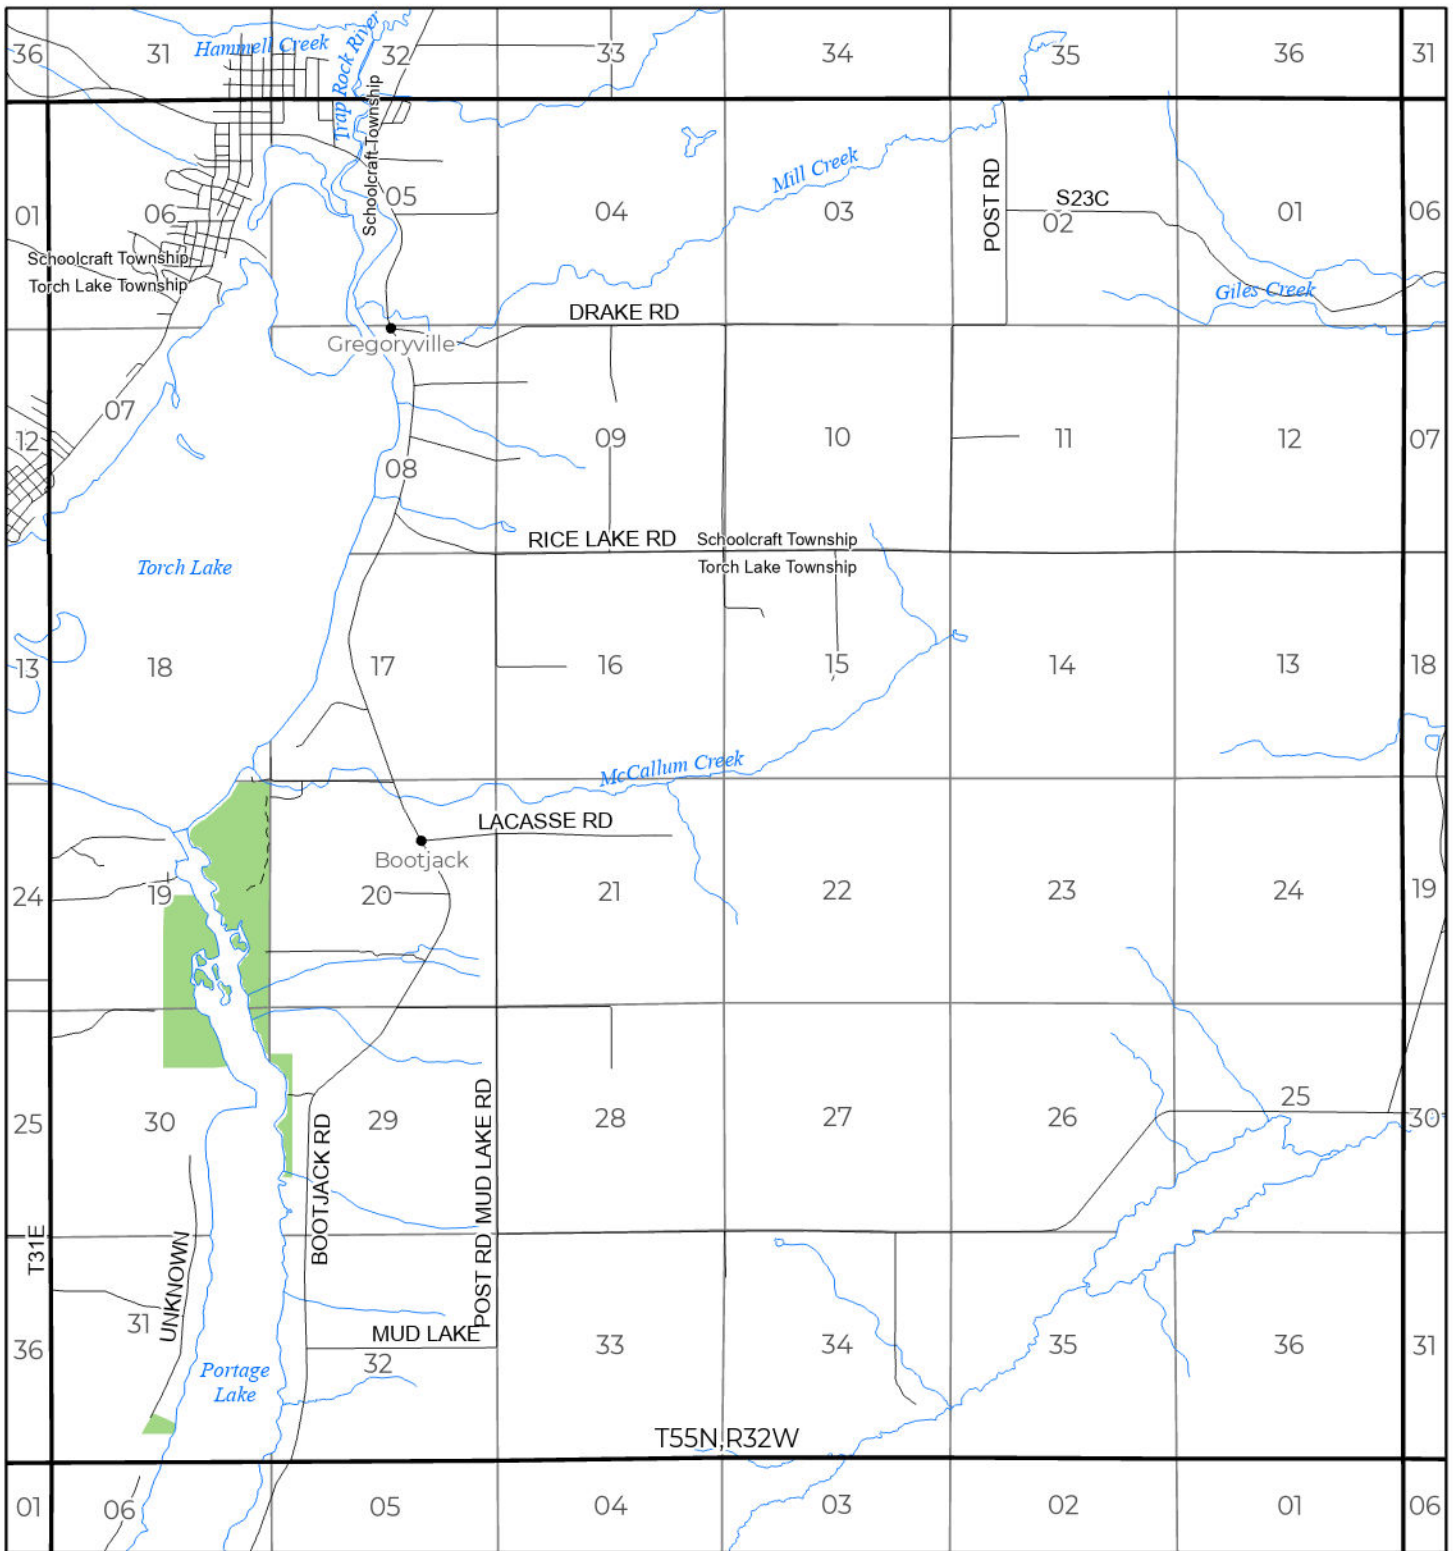 Hammell Creek
Trap Rock River
36
31
32
33
34
35
36
31
Schoolcraft Township
Mill Creek
POST RD
S23C
01
06
05
04
03
02
01
06
Schoolcraft Township
Torch Lake Township
Giles Creek
DRAKE RD
Gregoryville
12
07
08
09
10
11
12
07
RICE LAKE RD
Schoolcraft Township
Torch Lake Township
Torch Lake
13
18
17
16
15
14
13
18
McCallum Creek
LACASSE RD
Bootjack
24
19
20
21
22
23
24
19
25
30
29
28
27
26
25
30
BOOTJACK RD
POST RD MUD LAKE RD
T31E
UNKNOWN
36
31
MUD LAKE
32
33
34
35
36
31
Portage
Lake
T55N,R32W
01
06
05
04
03
02
01
06